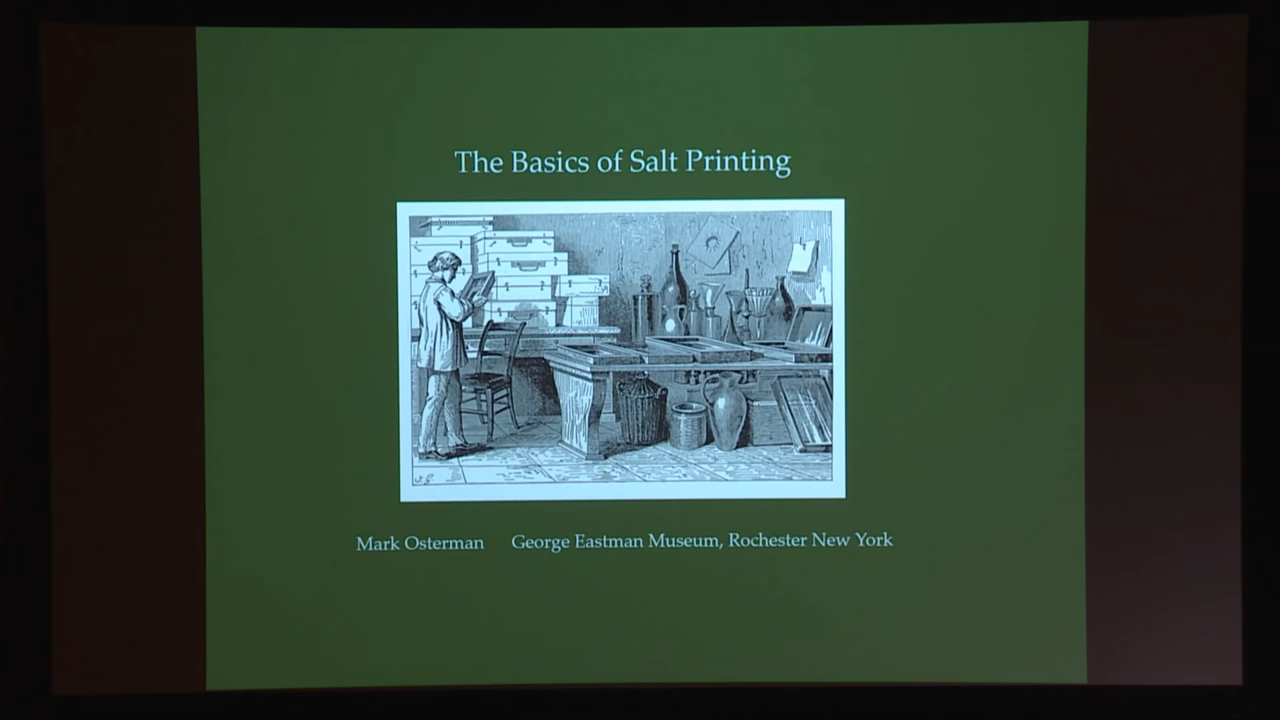 The Basics of Salt Printing
J.G
Mark Osterman George Eastman Museum, Rochester New York